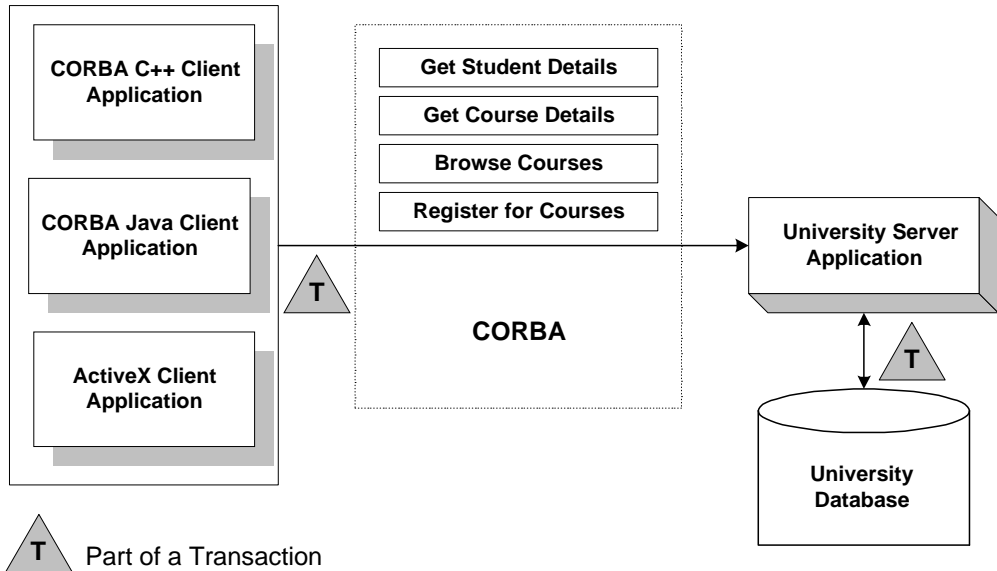 CORBA C++ Client
Application
CORBA Java Client
Application
ActiveX Client
Application
T
Get Student Details
Get Course Details
Browse Courses
Register for Courses
CORBA
University Server
Application
T
University
Database
T
Part of a Transaction